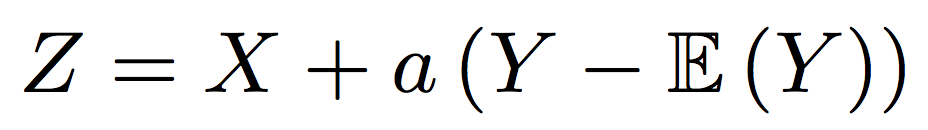 Z = X + a (Y − 𝔼 (Y))